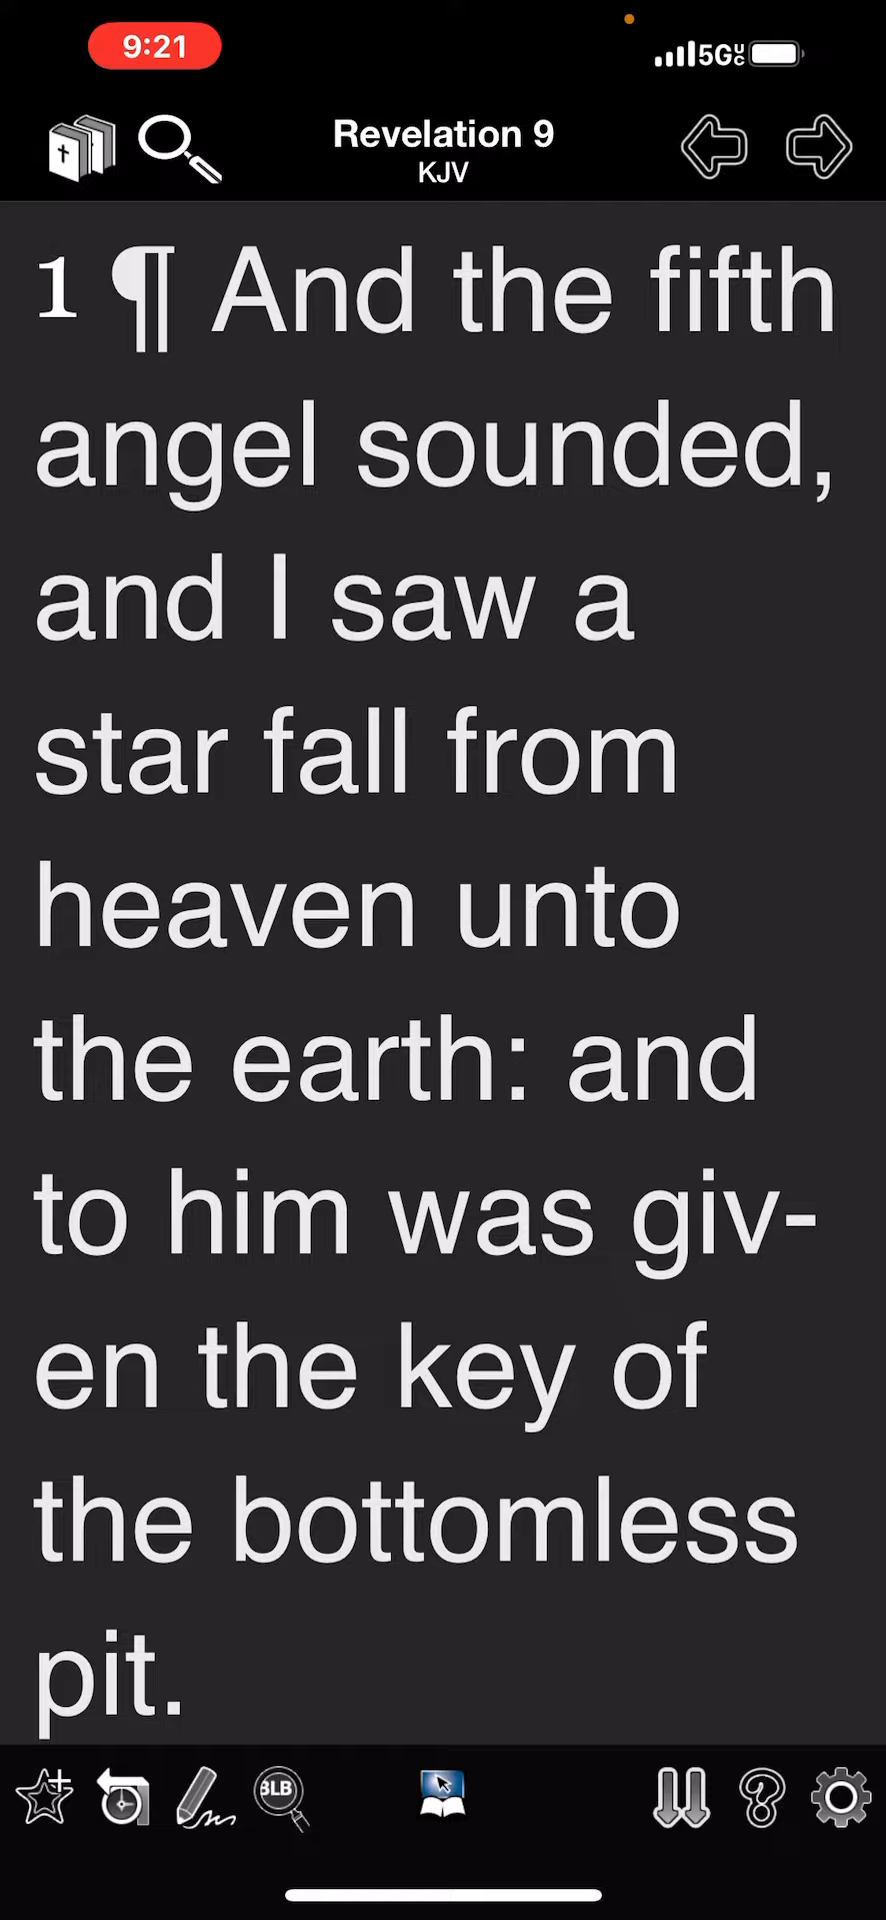 9:21
5G UC
Revelation 9
KJV
1 ¶ And the fifth
angel sounded,
and I saw a
star fall from
heaven unto
the earth: and
to him was giv-
en the key of
the bottomless
pit.
BLB